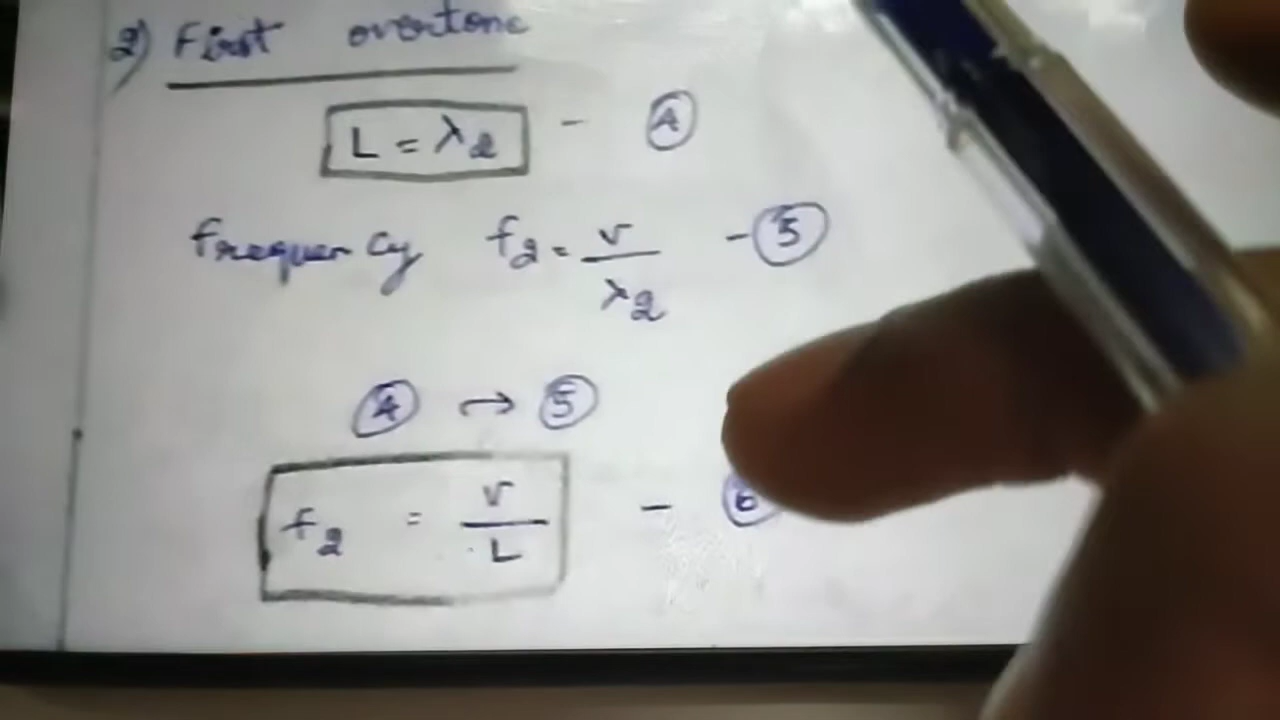 2) First overtone
L = λ2 - ④
frequency f2 = v / λ2 - ⑤
④ → ⑤
f2 = v / L - ⑥